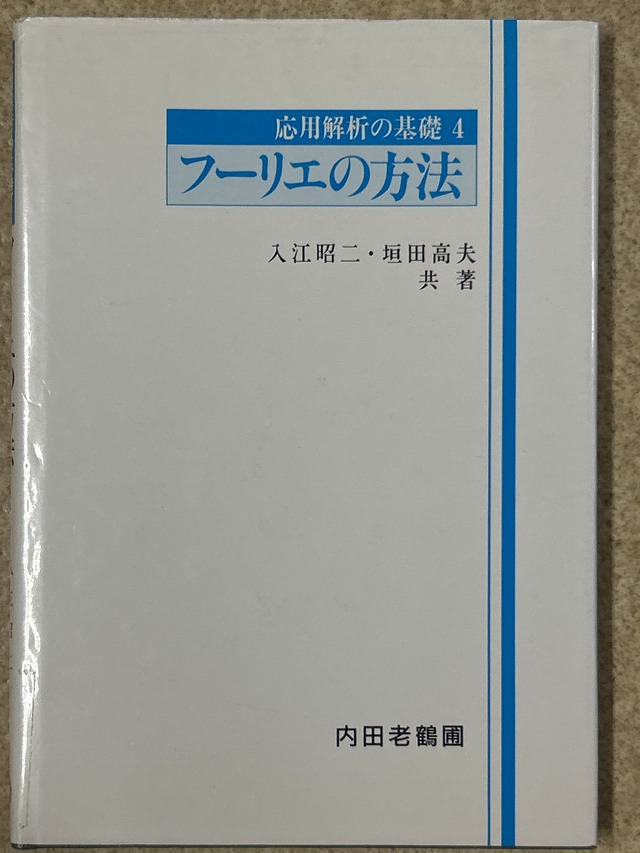 応用解析の基礎 4
フーリエの方法
入江昭二・垣田高夫
共著
内田老鶴圃